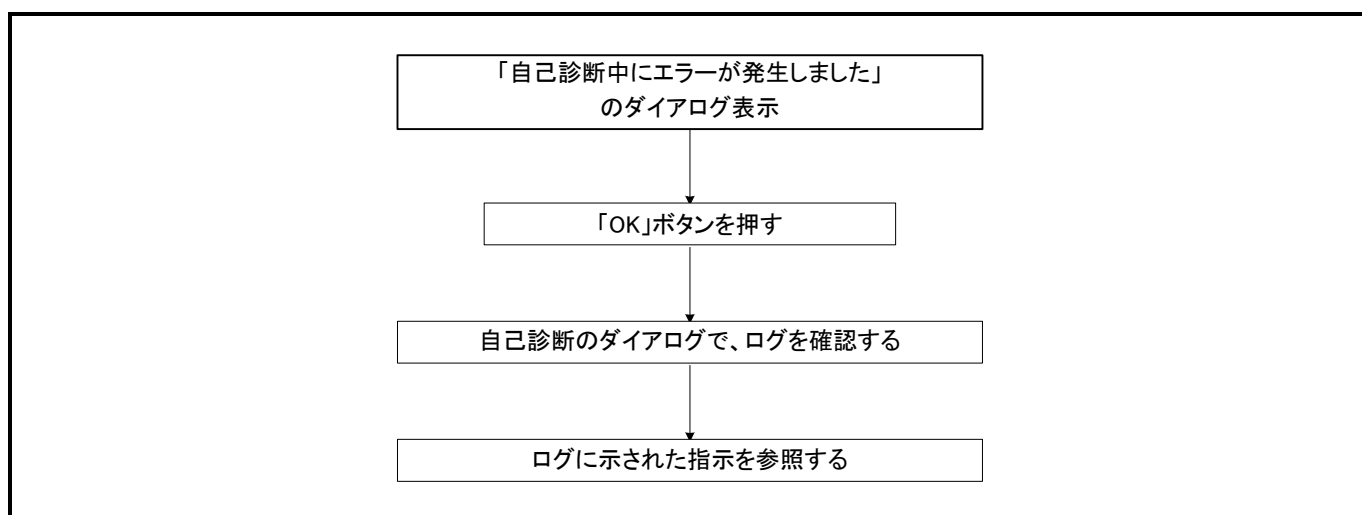 「自己診断中にエラーが発生しました」
のダイアログ表示
「OK」ボタンを押す
自己診断のダイアログで、ログを確認する
ログに示された指示を参照する